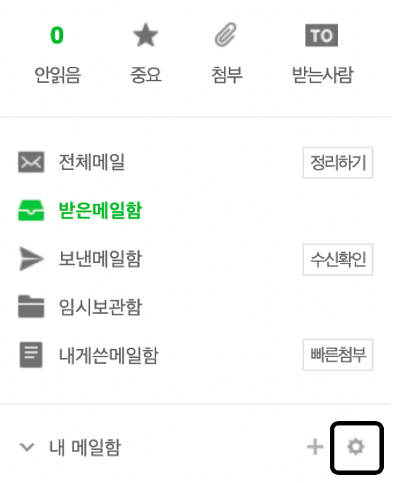 0
TO
안읽음 중요 첨부 받는사람
전체메일 정리하기
받은메일함
보낸메일함 수신확인
임시보관함
내게쓴메일함 빠른첨부
내 메일함